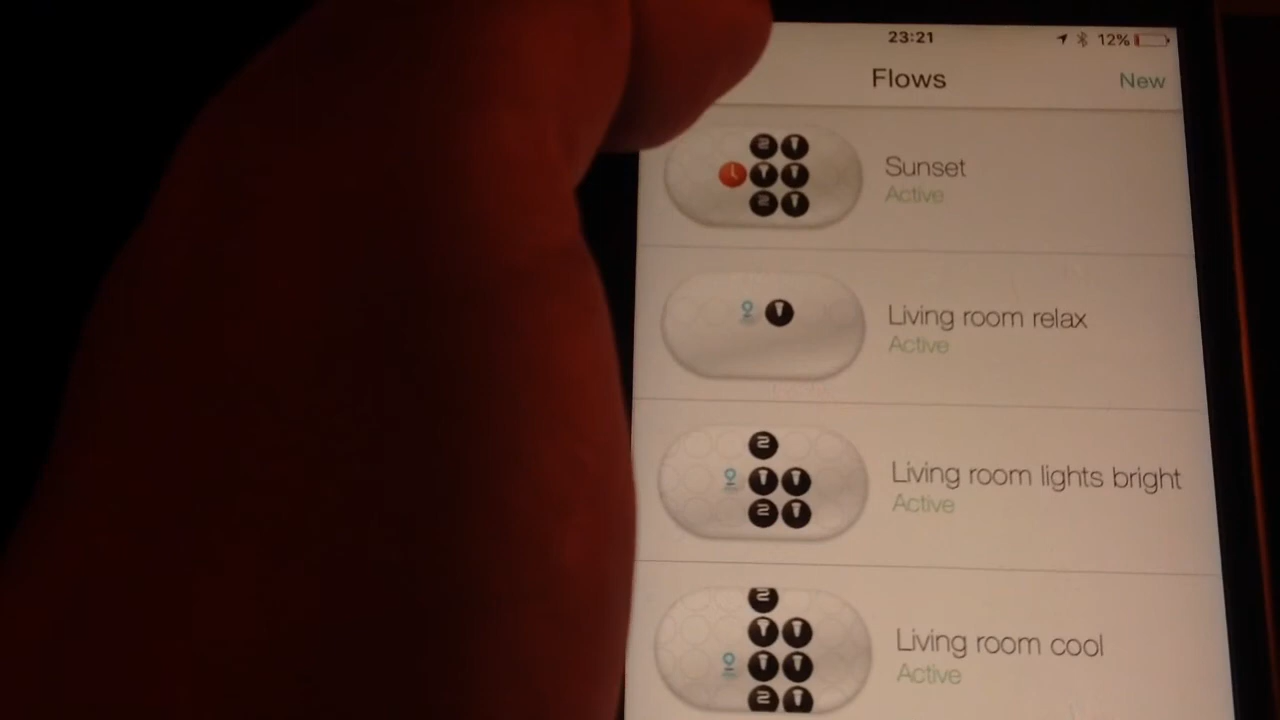 23:21
12%
Flows
New
Sunset
Active
Living room relax
Active
Living room lights bright
Active
Living room cool
Active